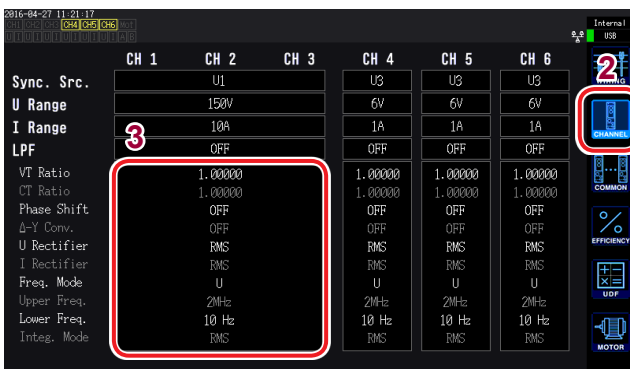 2016-04-27 11:21:17
CH1 CH2 CH3 CH4 CH5 CH6 Mot
U I U I U I U I U I U I A B
Internal
USB
CH 1 CH 2 CH 3 CH 4 CH 5 CH 6
2
WIRING
Sync. Src. U1 U3 U3 U3
U Range 150V 6V 6V 6V
I Range 10A 1A 1A 1A
CHANNEL
3
LPF OFF OFF OFF OFF
VT Ratio 1.00000 1.00000 1.00000 1.00000
CT Ratio 1.00000 1.00000 1.00000 1.00000
COMMON
Phase Shift OFF OFF OFF OFF
Δ-Y Conv. OFF OFF OFF OFF
EFFICIENCY
U Rectifier RMS RMS RMS RMS
I Rectifier RMS RMS RMS RMS
Freq. Mode U U U U
UDF
Upper Freq. 2MHz 2MHz 2MHz 2MHz
Lower Freq. 10 Hz 10 Hz 10 Hz 10 Hz
Integ. Mode RMS RMS RMS RMS
MOTOR